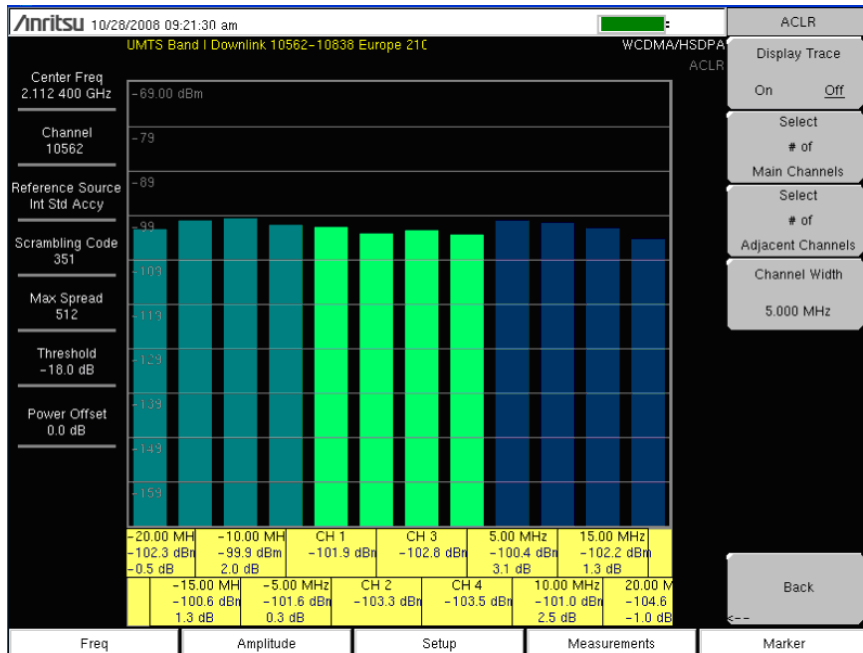 Anritsu 10/28/2008 09:21:30 am
UMTS Band I Downlink 10562-10838 Europe 210
WCDMA/HSDPA
ACLR
Center Freq
2.112 400 GHz
Channel
10562
Reference Source
Int Std Accy
Scrambling Code
351
Max Spread
512
Threshold
-18.0 dB
Power Offset
0.0 dB
-69.00 dBm
-79
-89
-99
-109
-119
-129
-139
-149
-159
-20.00 MH -10.00 MH CH 1 CH 3 5.00 MHz 15.00 MHz
-102.3 dBm -99.9 dBm -101.9 dBm -102.8 dBm -100.4 dBm -102.2 dBm
-0.5 dB 2.0 dB 3.1 dB 1.3 dB
-15.00 MH -5.00 MHz CH 2 CH 4 10.00 MHz 20.00 M
-100.6 dBm -101.6 dBm -103.3 dBm -103.5 dBm -101.0 dBm -104.6
1.3 dB 0.3 dB 2.5 dB -1.0 dB
ACLR
Display Trace
On Off
Select
# of
Main Channels
Select
# of
Adjacent Channels
Channel Width
5.000 MHz
Back
<--
Freq Amplitude Setup Measurements Marker